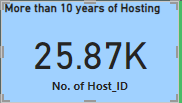 More than 10 years of Hosting
25.87K
No. of Host_ID